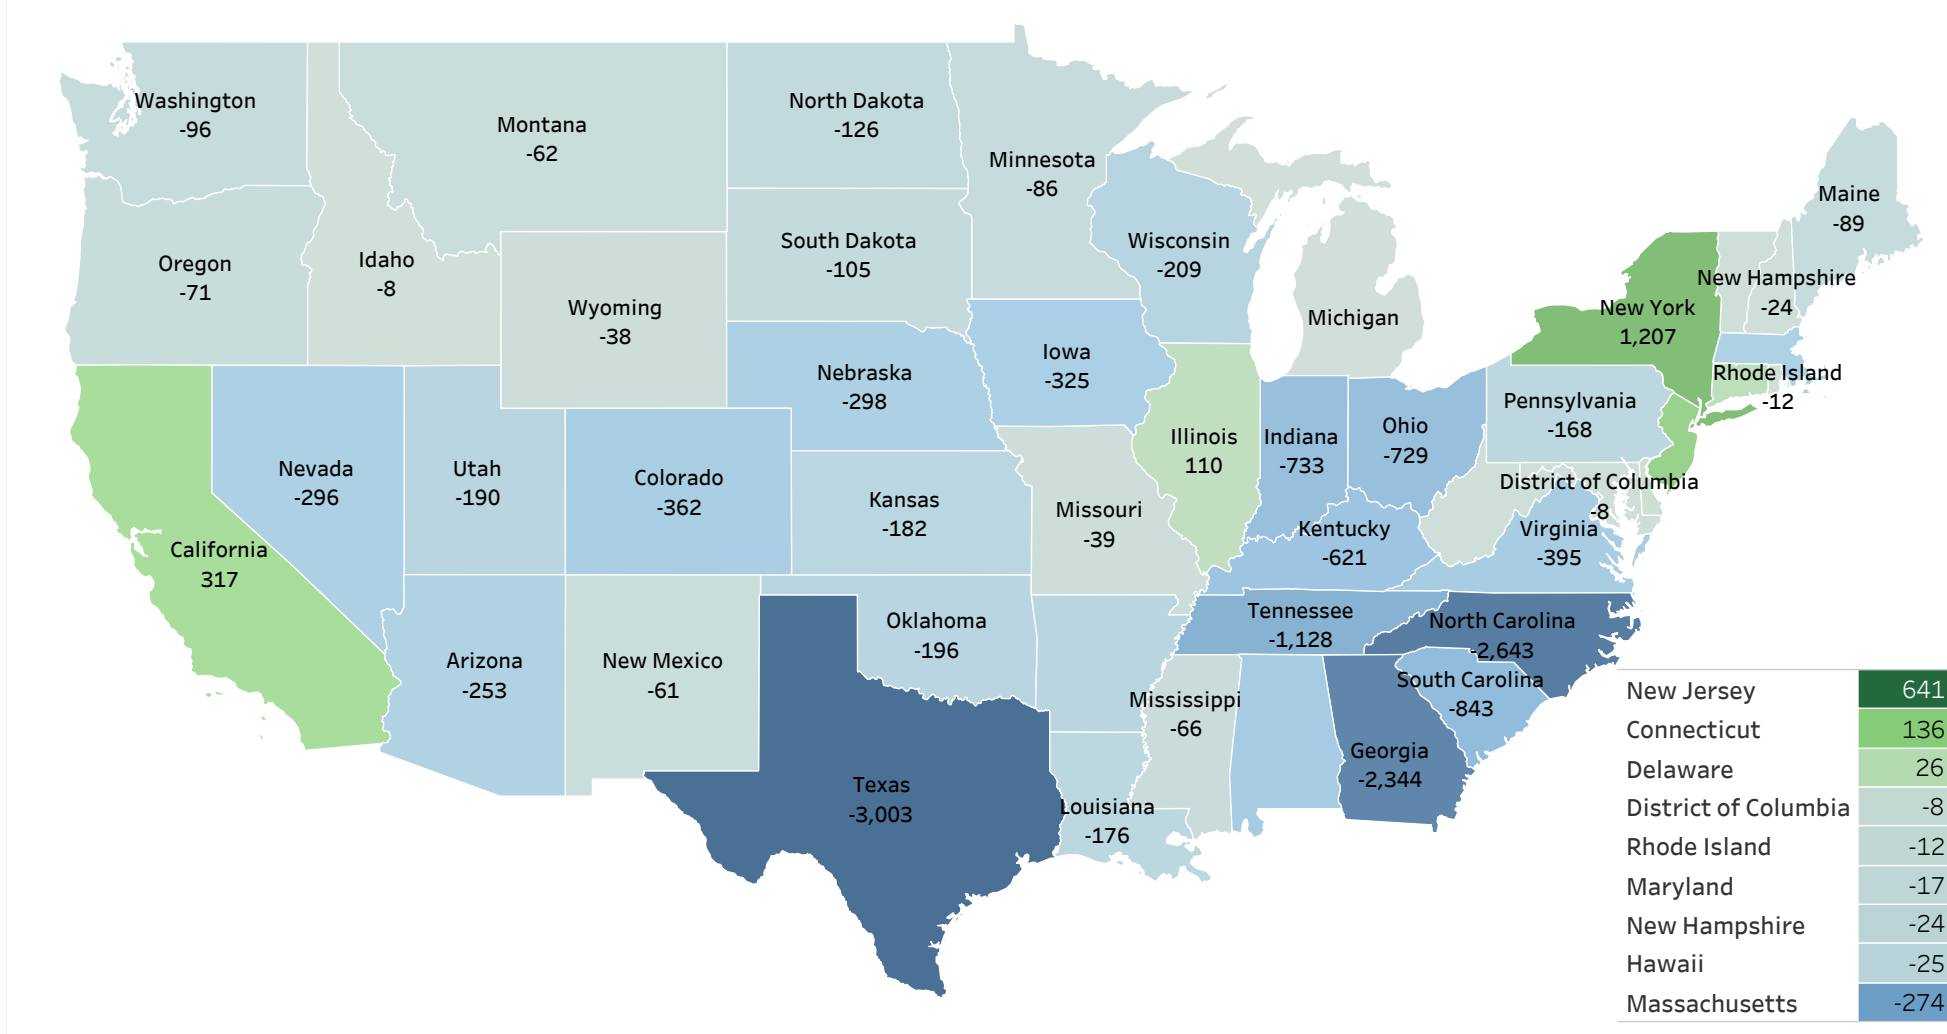 Washington
-96
Montana
-62
North Dakota
-126
Minnesota
-86
Maine
-89
Oregon
-71
Idaho
-8
South Dakota
-105
Wisconsin
-209
New Hampshire
-24
Wyoming
-38
Michigan
New York
1,207
Iowa
-325
Nebraska
-298
Rhode Island
-12
Pennsylvania
-168
Illinois
110
Indiana
-733
Ohio
-729
Nevada
-296
Utah
-190
Colorado
-362
Kansas
-182
Missouri
-39
District of Columbia
-8
Kentucky
-621
Virginia
-395
California
317
Tennessee
-1,128
North Carolina
-2,643
Oklahoma
-196
Arizona
-253
New Mexico
-61
Mississippi
-66
South Carolina
-843
Georgia
-2,344
Texas
-3,003
Louisiana
-176
New Jersey 641
Connecticut 136
Delaware 26
District of Columbia -8
Rhode Island -12
Maryland -17
New Hampshire -24
Hawaii -25
Massachusetts -274